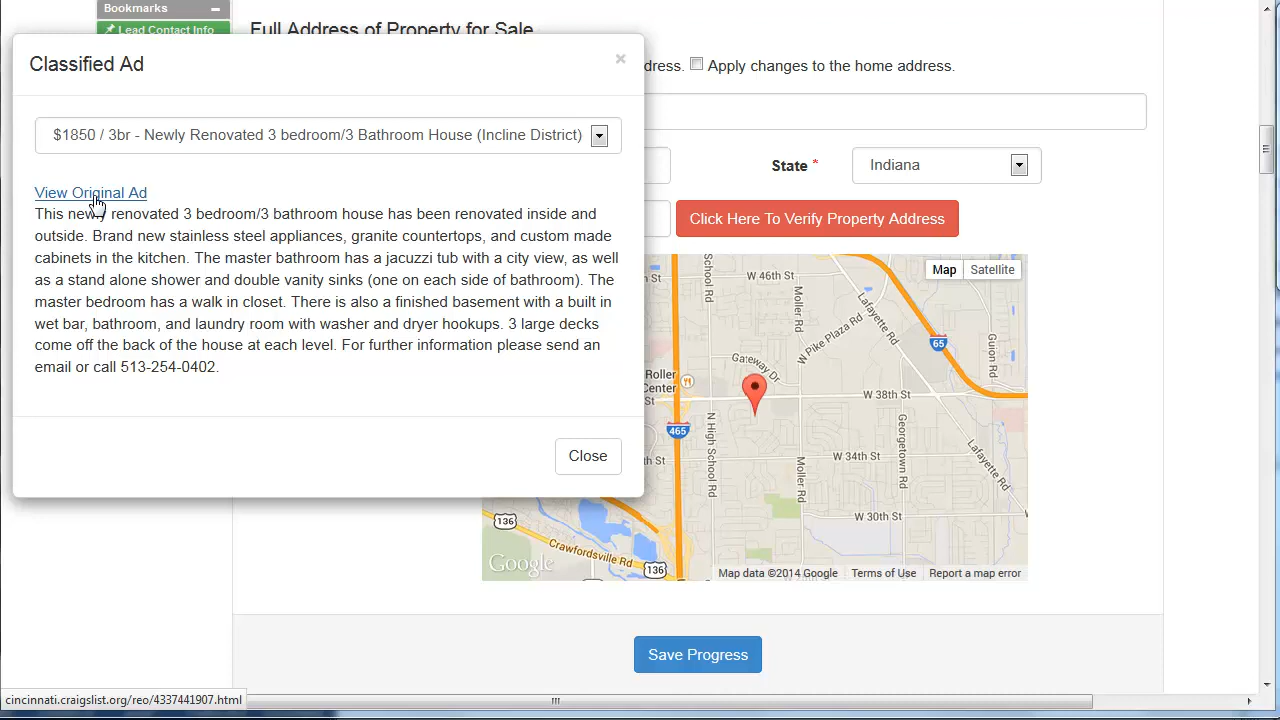 Bookmarks
Lead Contact Info
Full Address of Property for Sale
Classified Ad
×
dress. Apply changes to the home address.
$1850 / 3br - Newly Renovated 3 bedroom/3 Bathroom House (Incline District)
State *
Indiana
View Original Ad
Click Here To Verify Property Address
This newly renovated 3 bedroom/3 bathroom house has been renovated inside and
outside. Brand new stainless steel appliances, granite countertops, and custom made
cabinets in the kitchen. The master bathroom has a jacuzzi tub with a city view, as well
as a stand alone shower and double vanity sinks (one on each side of bathroom). The
master bedroom has a walk in closet. There is also a finished basement with a built in
wet bar, bathroom, and laundry room with washer and dryer hookups. 3 large decks
come off the back of the house at each level. For further information please send an
email or call 513-254-0402.
Close
Map
Satellite
School Rd
n St
W 46th St
Moller Rd
Lafayette Rd
W Pike Plaza Rd
65
Guion Rd
Gateway Dr
Roller
Center
St
W 38th St
465
N High School Rd
Georgetown Rd
th St
W 34th St
Moller Rd
Lafayette Rd
136
W 30th St
Crawfordsville Rd
136
Google
Map data ©2014 Google
Terms of Use
Report a map error
Save Progress
cincinnati.craigslist.org/reo/4337441907.html